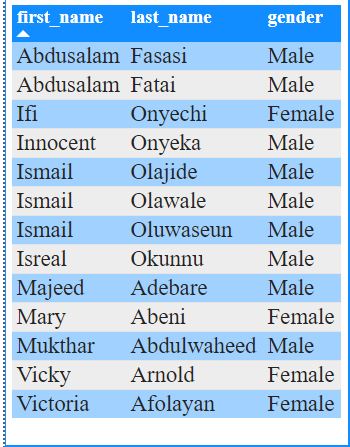 first_name last_name gender
Abdusalam Fasasi Male
Abdusalam Fatai Male
Ifi Onyechi Female
Innocent Onyeka Male
Ismail Olajide Male
Ismail Olawale Male
Ismail Oluwaseun Male
Isreal Okunnu Male
Majeed Adebare Male
Mary Abeni Female
Mukthar Abdulwaheed Male
Vicky Arnold Female
Victoria Afolayan Female